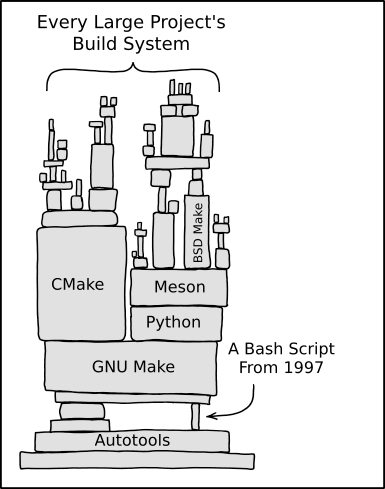 Every Large Project's
Build System
BSD Make
CMake
Meson
Python
A Bash Script
From 1997
GNU Make
Autotools